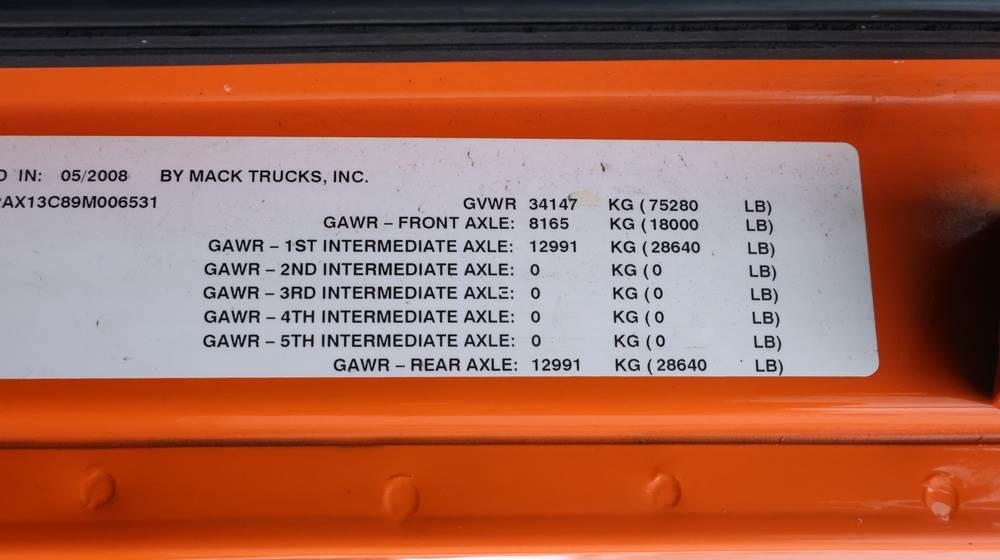 D IN: 05/2008 BY MACK TRUCKS, INC.
AX13C89M006531
GVWR 34147 KG ( 75280 LB)
GAWR – FRONT AXLE: 8165 KG ( 18000 LB)
GAWR – 1ST INTERMEDIATE AXLE: 12991 KG ( 28640 LB)
GAWR – 2ND INTERMEDIATE AXLE: 0 KG ( 0 LB)
GAWR – 3RD INTERMEDIATE AXLE: 0 KG ( 0 LB)
GAWR – 4TH INTERMEDIATE AXLE: 0 KG ( 0 LB)
GAWR – 5TH INTERMEDIATE AXLE: 0 KG ( 0 LB)
GAWR – REAR AXLE: 12991 KG ( 28640 LB)